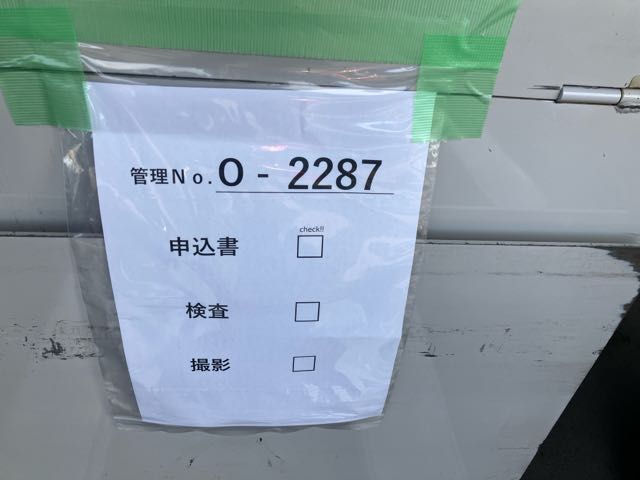 管理No. O - 2287
check!!
申込書 □
検査 □
撮影 □